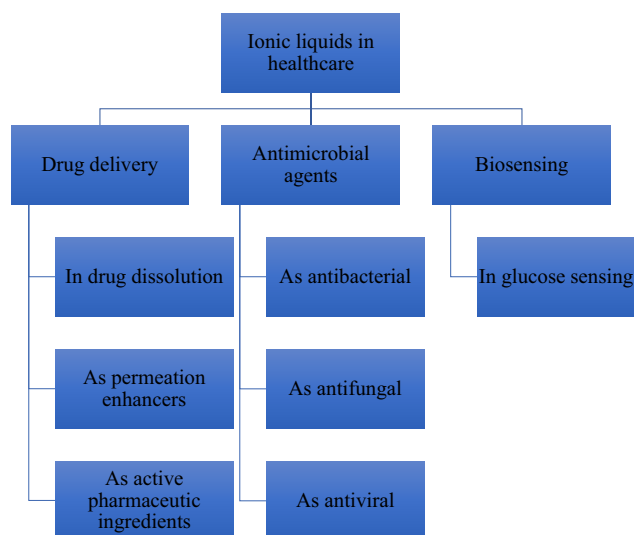 Ionic liquids in
healthcare
Drug delivery
Antimicrobial
agents
Biosensing
In drug dissolution
As antibacterial
In glucose sensing
As permeation
enhancers
As antifungal
As active
pharmaceutic
ingredients
As antiviral